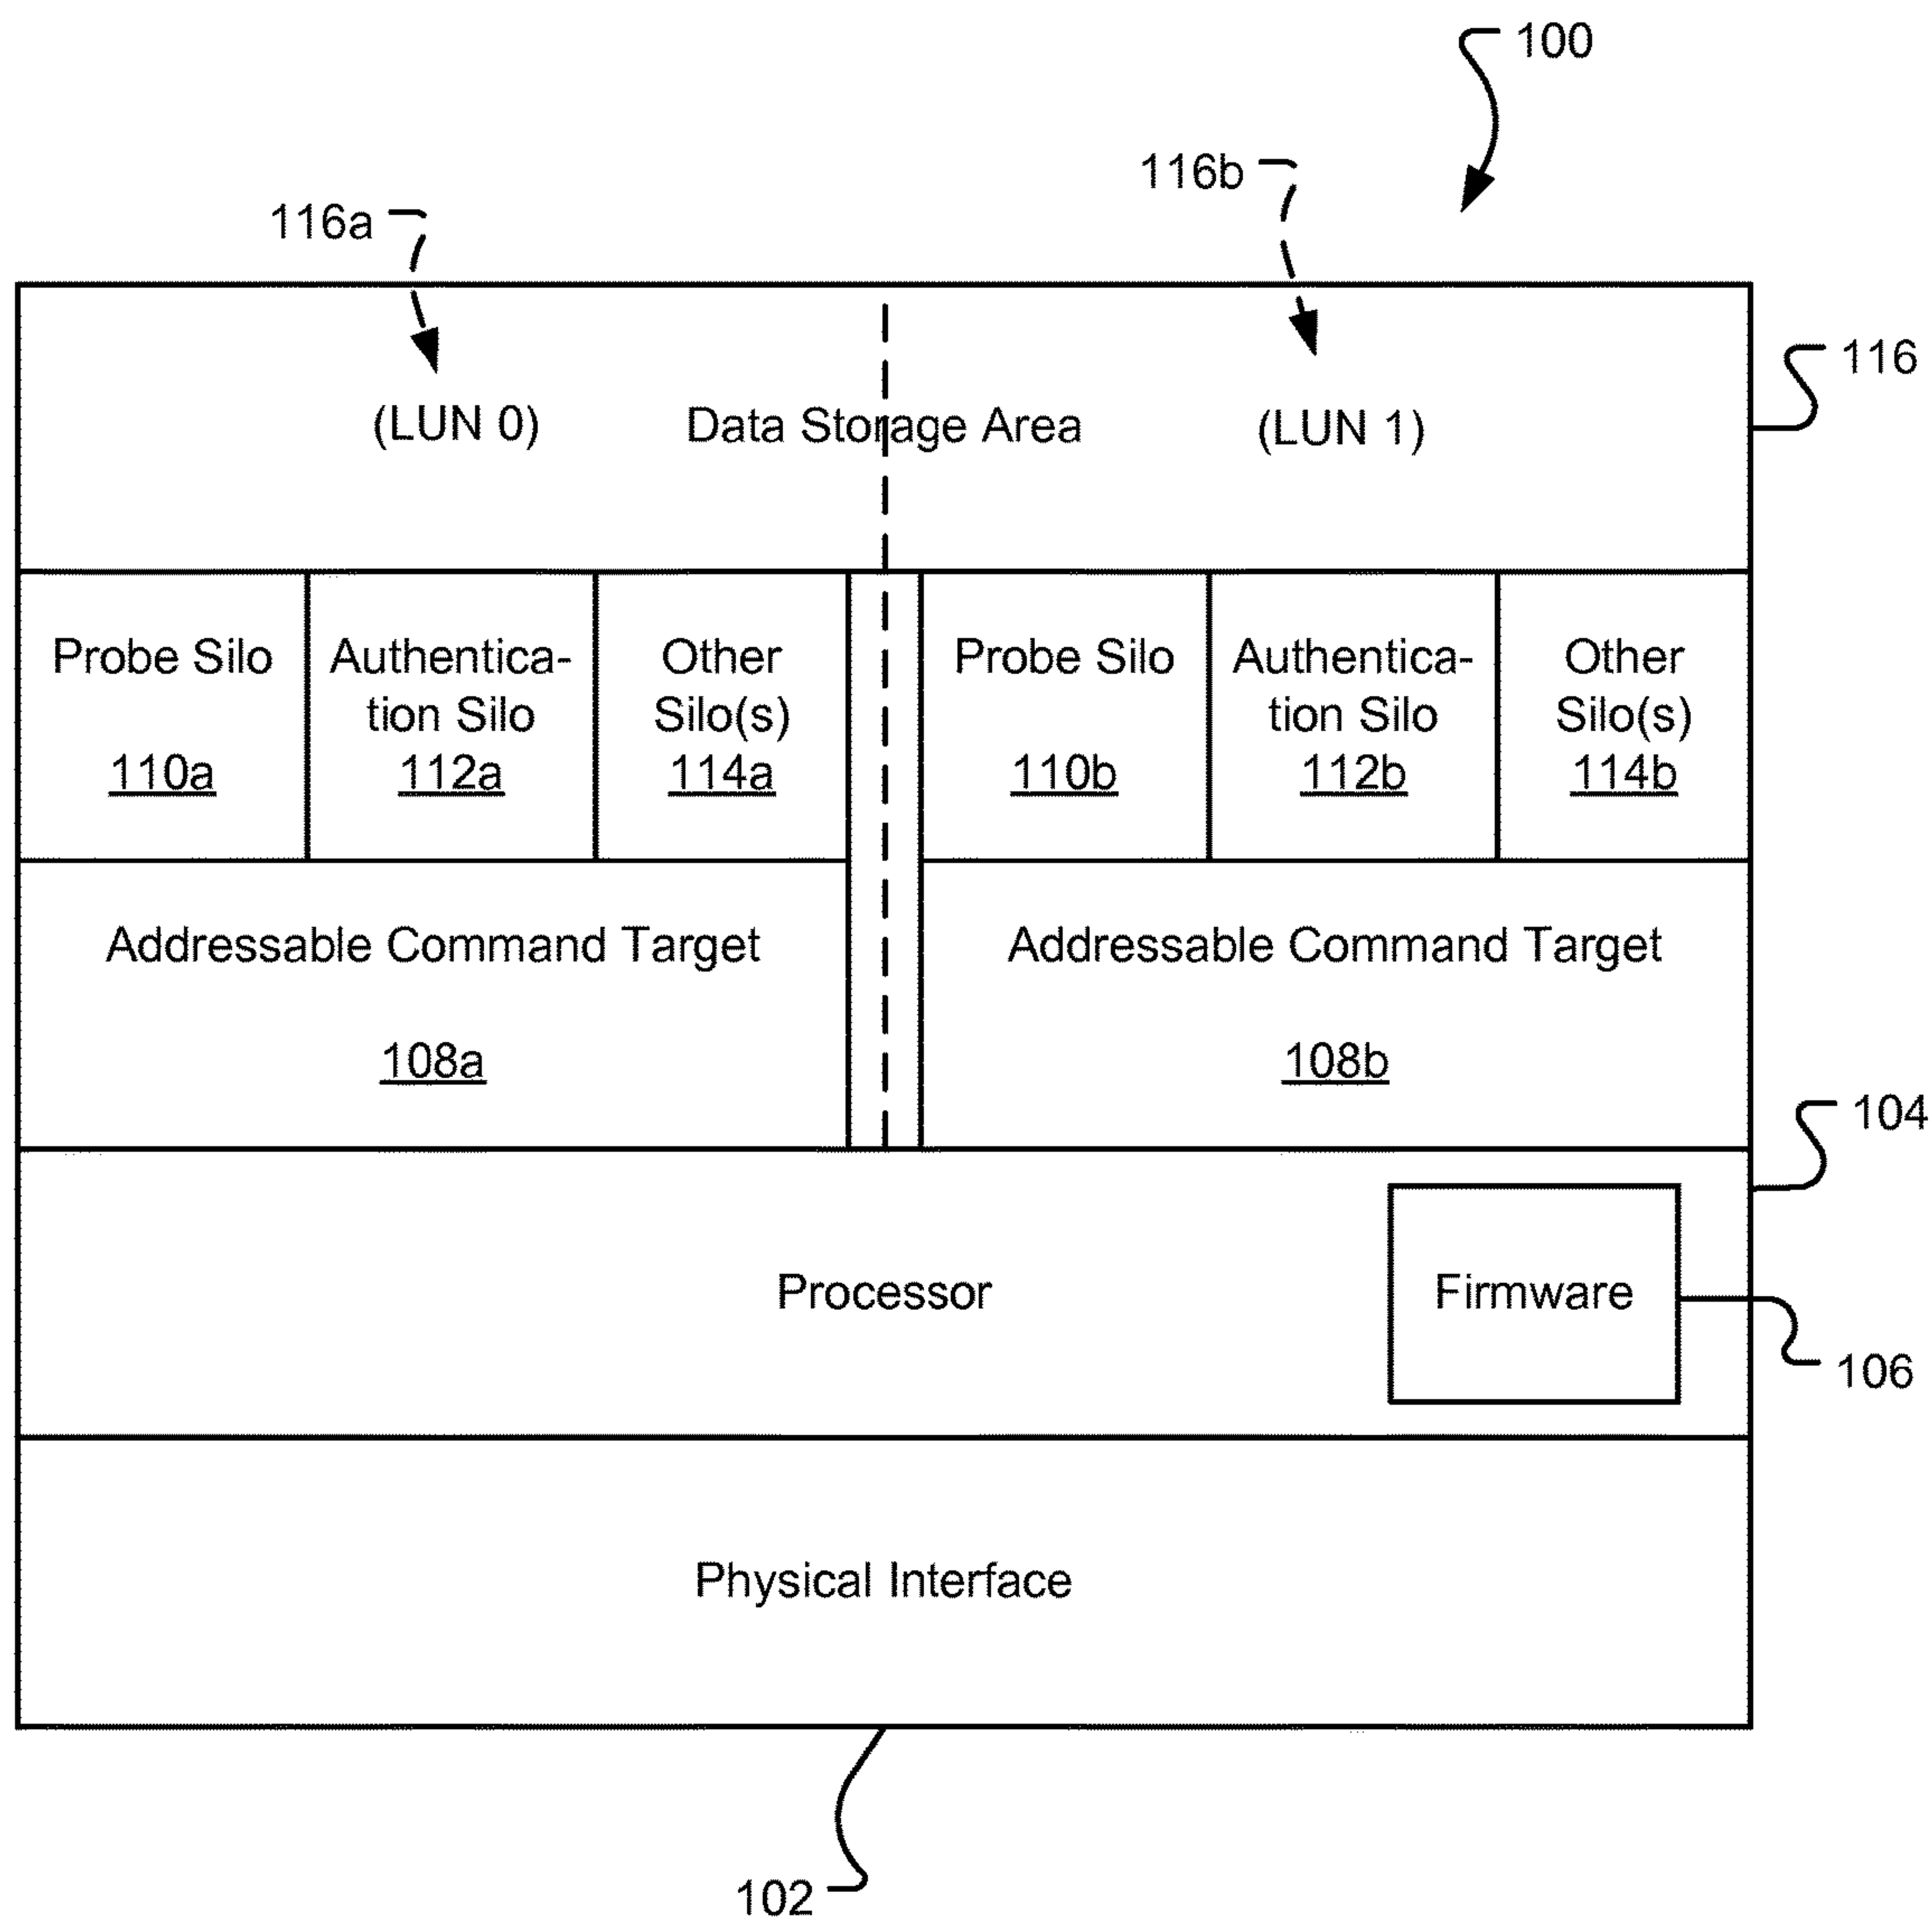 100
116b
116a
116
(LUN 0)
Data Storage Area
(LUN 1)
Probe Silo
110a
Authentica-
tion Silo
112a
Other
Silo(s)
114a
Probe Silo
110b
Authentica-
tion Silo
112b
Other
Silo(s)
114b
Addressable Command Target
108a
Addressable Command Target
108b
104
Processor
Firmware
106
Physical Interface
102